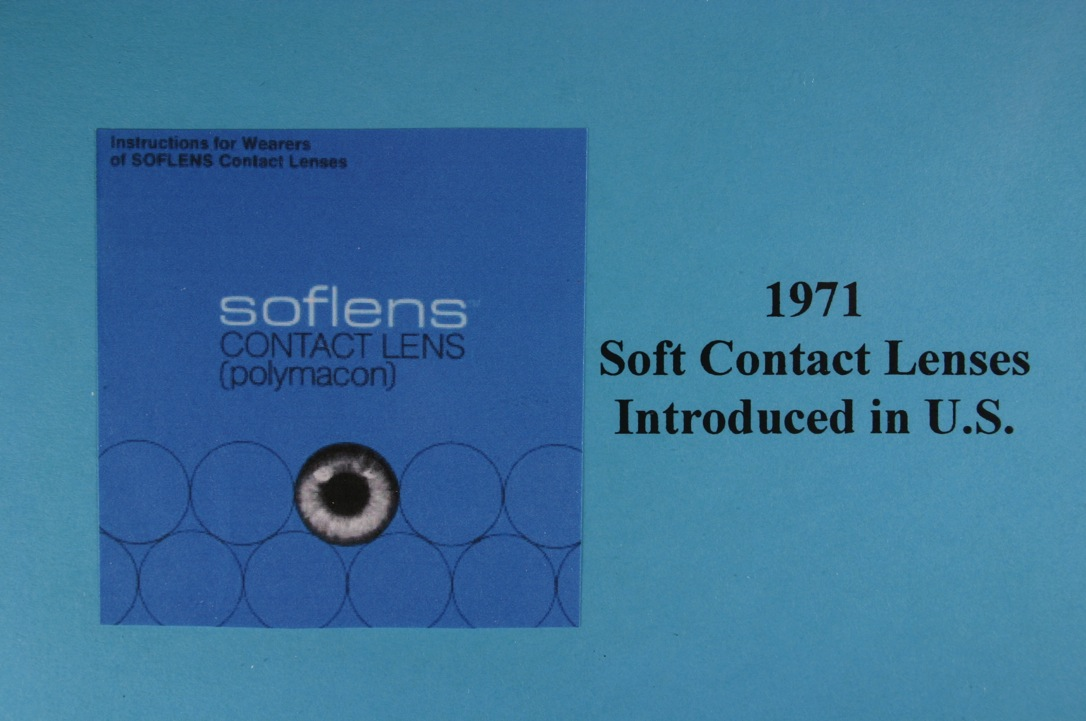 Instructions for Wearers
of SOFLENS Contact Lenses
soflens
CONTACT LENS
(polymacon)
1971
Soft Contact Lenses
Introduced in U.S.